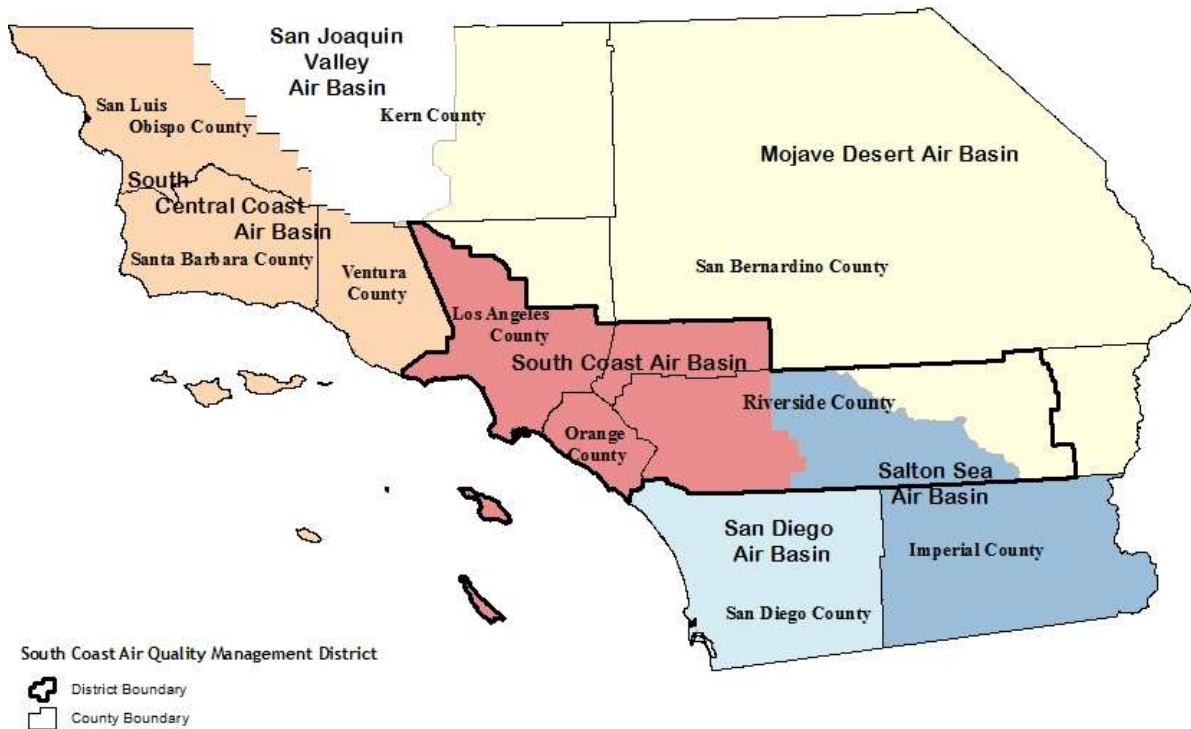 San Joaquin
Valley
Air Basin
San Luis
Obispo County
Kern County
Mojave Desert Air Basin
South
Central Coast
Air Basin
Santa Barbara County
Ventura
County
San Bernardino County
Los Angeles
County
South Coast Air Basin
Riverside County
Orange
County
Salton Sea
Air Basin
San Diego
Air Basin
Imperial County
San Diego County
South Coast Air Quality Management District
District Boundary
County Boundary